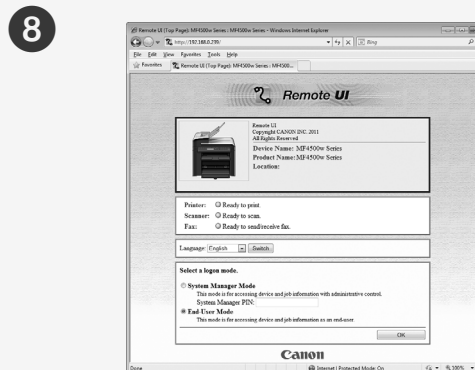 8
Remote UI (Top Page): MF4500w Series : MF4500w Series - Windows Internet Explorer
http://192.168.0.239/
Bing
File Edit View Favorites Tools Help
Favorites Remote UI (Top Page): MF4500w Series : MF4500...
Remote UI
Remote UI
Copyright CANON INC. 2011
All Rights Reserved
Device Name: MF4500w Series
Product Name: MF4500w Series
Location:
Printer: Ready to print.
Scanner: Ready to scan.
Fax: Ready to send/receive fax.
Language: English Switch
Select a logon mode.
System Manager Mode
This mode is for accessing device and job information with administrative control.
System Manager PIN:
End-User Mode
This mode is for accessing device and job information as an end-user.
OK
Canon
Done Internet | Protected Mode: On 100%